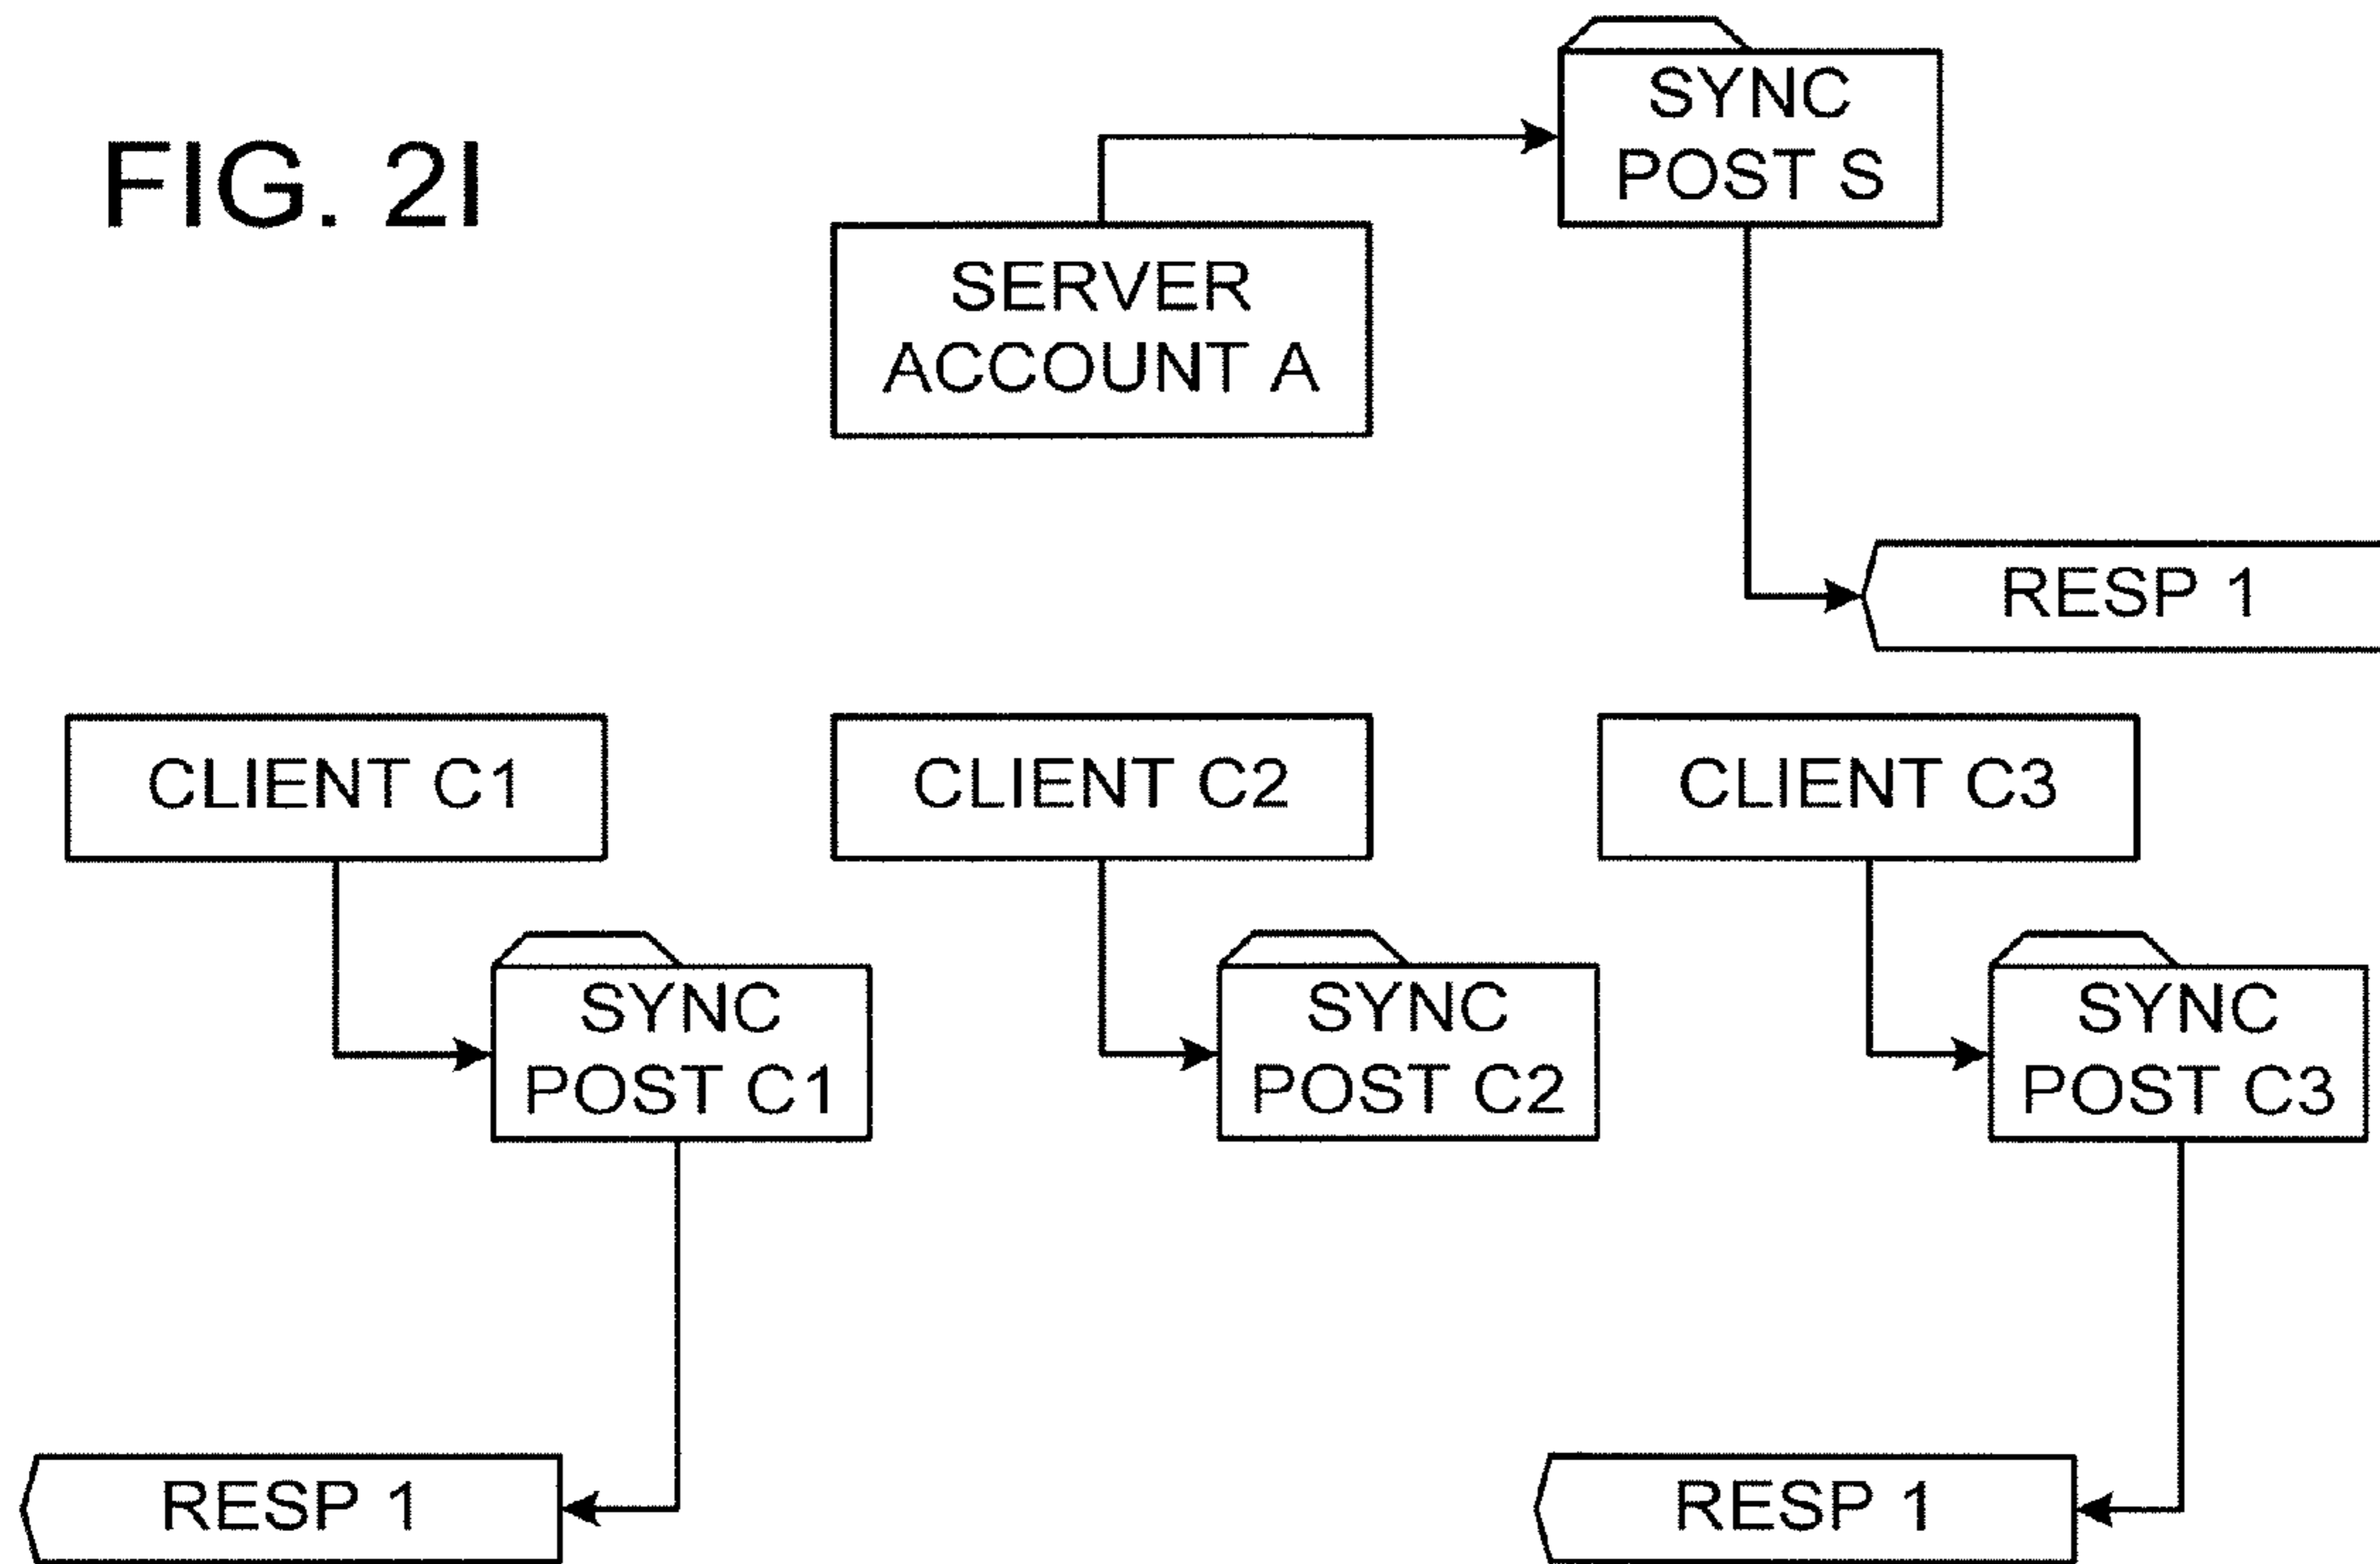 FIG. 2I
SYNC
POST S
SERVER
ACCOUNT A
RESP 1
CLIENT C1
CLIENT C2
CLIENT C3
SYNC
POST C1
SYNC
POST C2
SYNC
POST C3
RESP 1
RESP 1